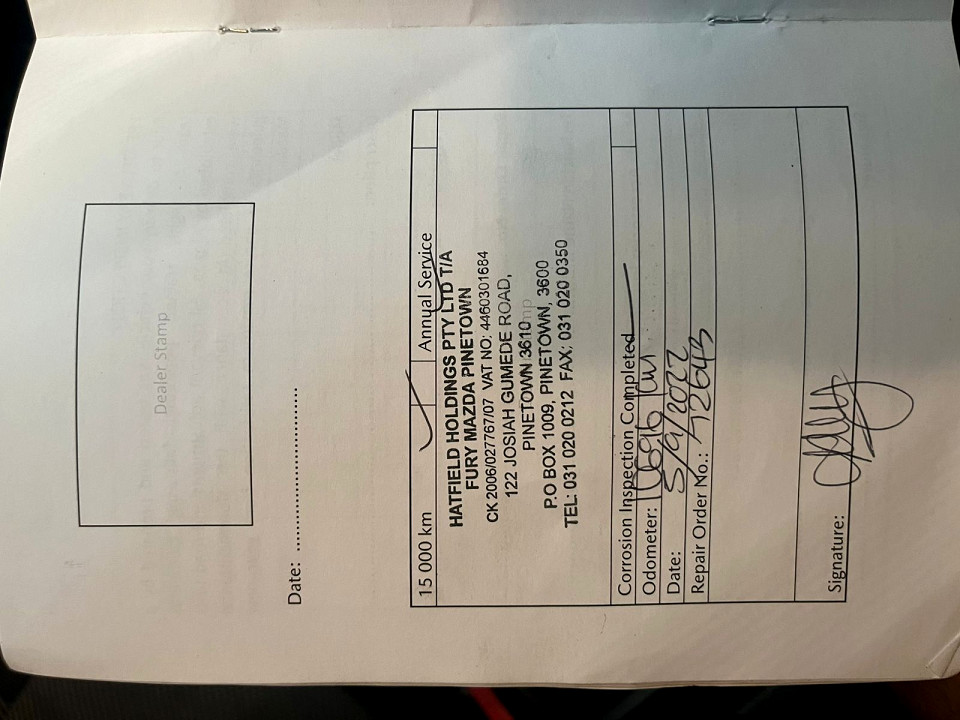 Dealer Stamp
Date: ........................................
15 000 km ✓ Annual Service
HATFIELD HOLDINGS PTY LTD T/A
FURY MAZDA PINETOWN
CK 2006/027767/07 VAT NO: 4460301684
122 JOSIAH GUMEDE ROAD,
PINETOWN 3610
P.O BOX 1009, PINETOWN, 3600
TEL: 031 020 0212 FAX: 031 020 0350
Corrosion Inspection Completed
Odometer:
Date: 5/9/2022
Repair Order No.: 72643
Signature: